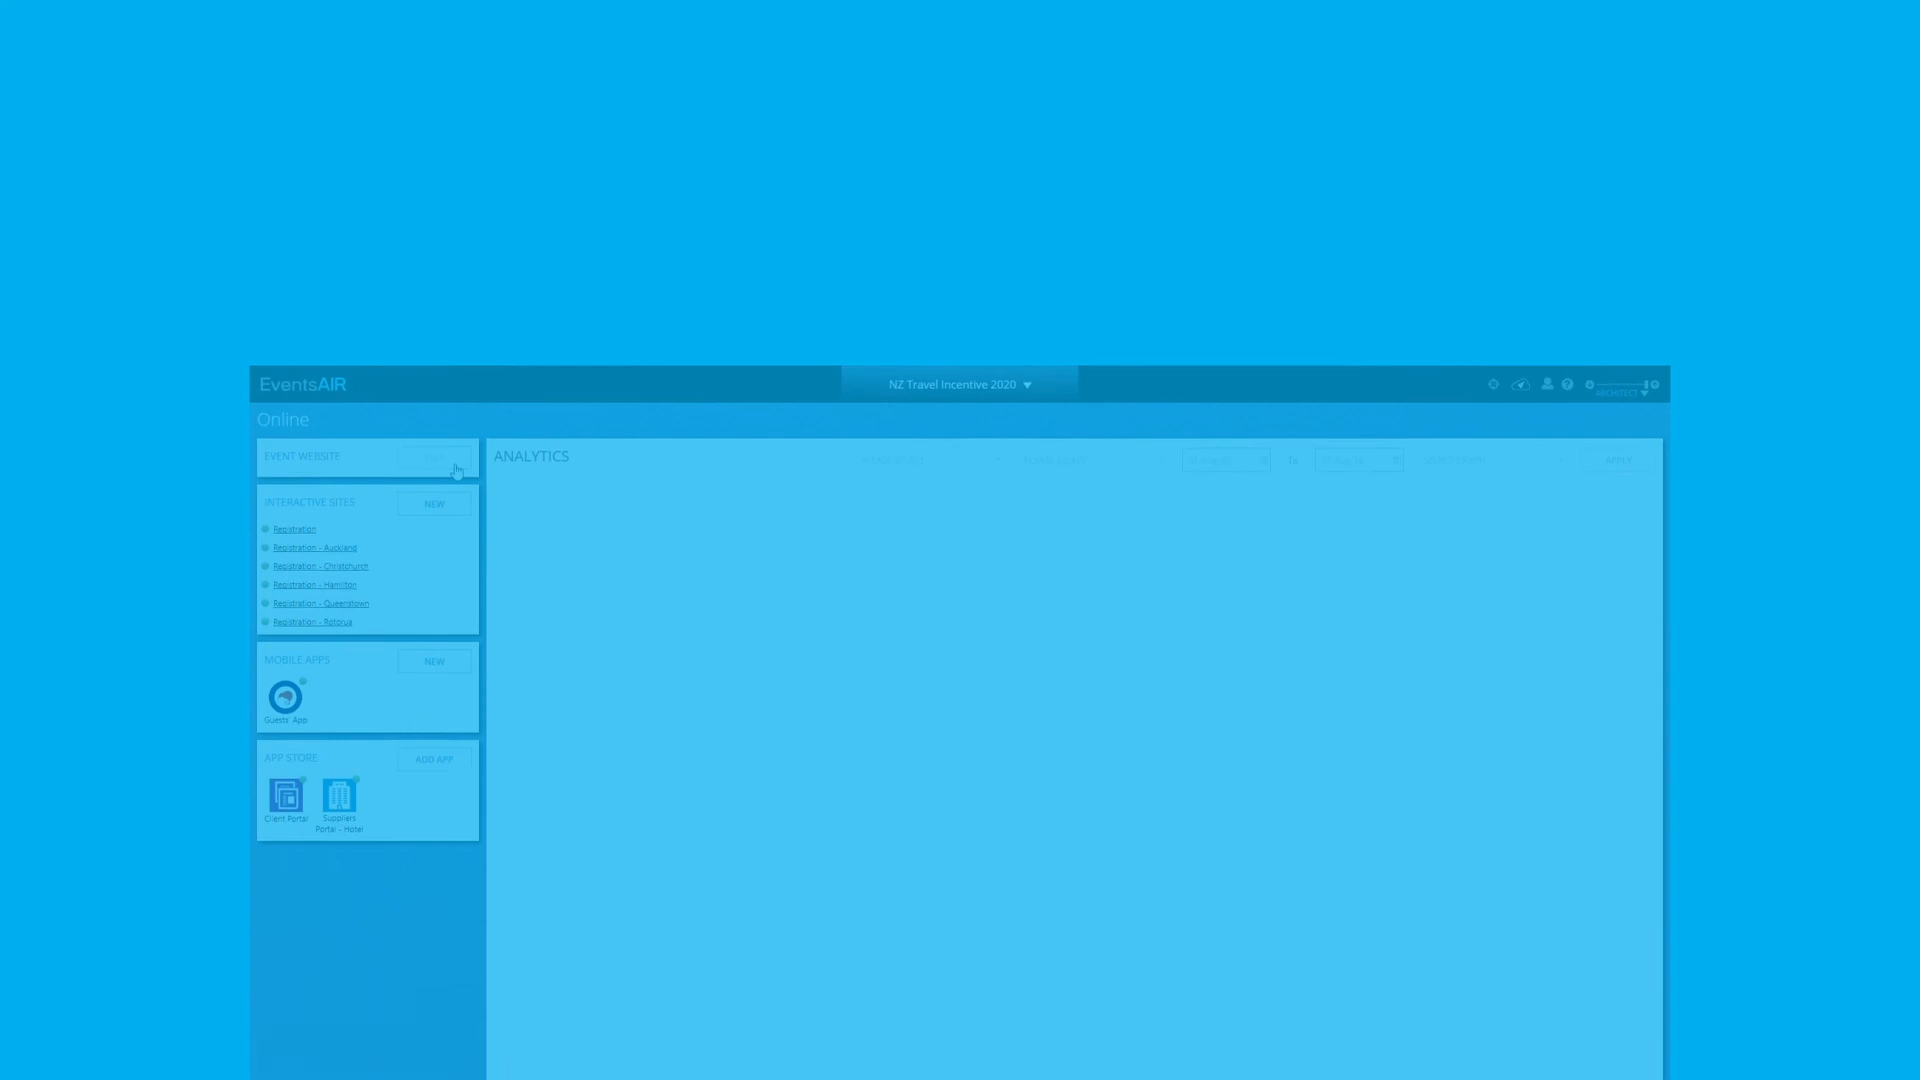 EventsAIR
NZ Travel Incentive 2020
ARCHITECT
Online
EVENT WEBSITE
ANALYTICS
To
APPLY
INTERACTIVE SITES
NEW
Registration
Registration - Auckland
Registration - Christchurch
Registration - Hamilton
Registration - Queenstown
Registration - Rotorua
MOBILE APPS
NEW
Guests' App
APP STORE
ADD APP
Client Portal
Suppliers
Portal - Hotel